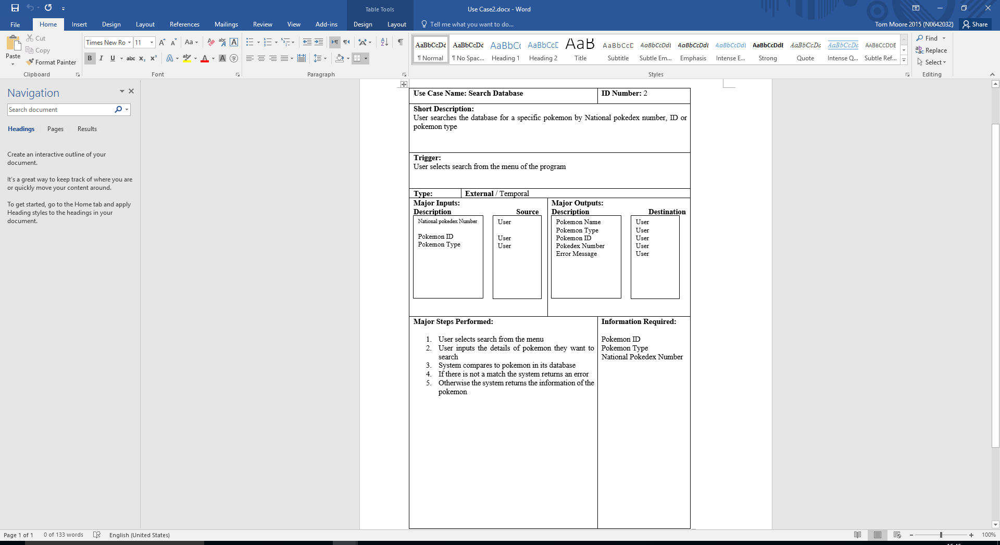 Table Tools
Use Case2.docx - Word
File
Home
Insert
Design
Layout
References
Mailings
Review
View
Add-ins
Design
Layout
Tell me what you want to do...
Tom Moore 2015 (N0642032)
Share
Paste
Cut
Copy
Format Painter
Clipboard
Times New Ro
11
Font
Paragraph
AaBbCcDc
¶ Normal
AaBbCcDc
¶ No Spac...
AaBbCc
Heading 1
AaBbCcD
Heading 2
AaB
Title
AaBbCcD
Subtitle
AaBbCcDd
Subtle Em...
AaBbCcDd
Emphasis
AaBbCcDd
Intense E...
AaBbCcDd
Strong
AaBbCcDc
Quote
AaBbCcDc
Intense Q...
AABBCCDDE
Subtle Ref...
Styles
Find
Replace
Select
Editing
Navigation
Search document
Headings
Pages
Results
Create an interactive outline of your
document.
It's a great way to keep track of where you are
or quickly move your content around.
To get started, go to the Home tab and apply
Heading styles to the headings in your
document.
Use Case Name: Search Database
ID Number: 2
Short Description:
User searches the database for a specific pokemon by National pokedex number, ID or
pokemon type
Trigger:
User selects search from the menu of the program
Type:
External / Temporal
Major Inputs:
Description
Source
National pokedex Number
User
Pokemon ID
User
Pokemon Type
User
Major Outputs:
Description
Destination
Pokemon Name
User
Pokemon Type
User
Pokemon ID
User
Pokedex Number
User
Error Message
User
Major Steps Performed:
1. User selects search from the menu
2. User inputs the details of pokemon they want to
search
3. System compares to pokemon in its database
4. If there is not a match the system returns an error
5. Otherwise the system returns the information of the
pokemon
Information Required:
Pokemon ID
Pokemon Type
National Pokedex Number
Page 1 of 1
0 of 133 words
English (United States)
100%